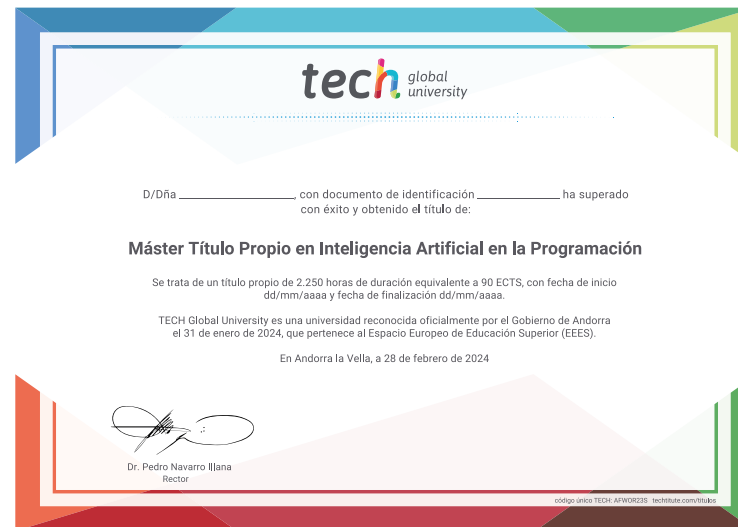 tech global university
D/Dña ____________________, con documento de identificación ______________ ha superado
con éxito y obtenido el título de:
Máster Título Propio en Inteligencia Artificial en la Programación
Se trata de un título propio de 2.250 horas de duración equivalente a 90 ECTS, con fecha de inicio
dd/mm/aaaa y fecha de finalización dd/mm/aaaa.
TECH Global University es una universidad reconocida oficialmente por el Gobierno de Andorra
el 31 de enero de 2024, que pertenece al Espacio Europeo de Educación Superior (EEES).
En Andorra la Vella, a 28 de febrero de 2024
Dr. Pedro Navarro Illana
Rector
código único TECH: AFWOR23S techtitute.com/titulos